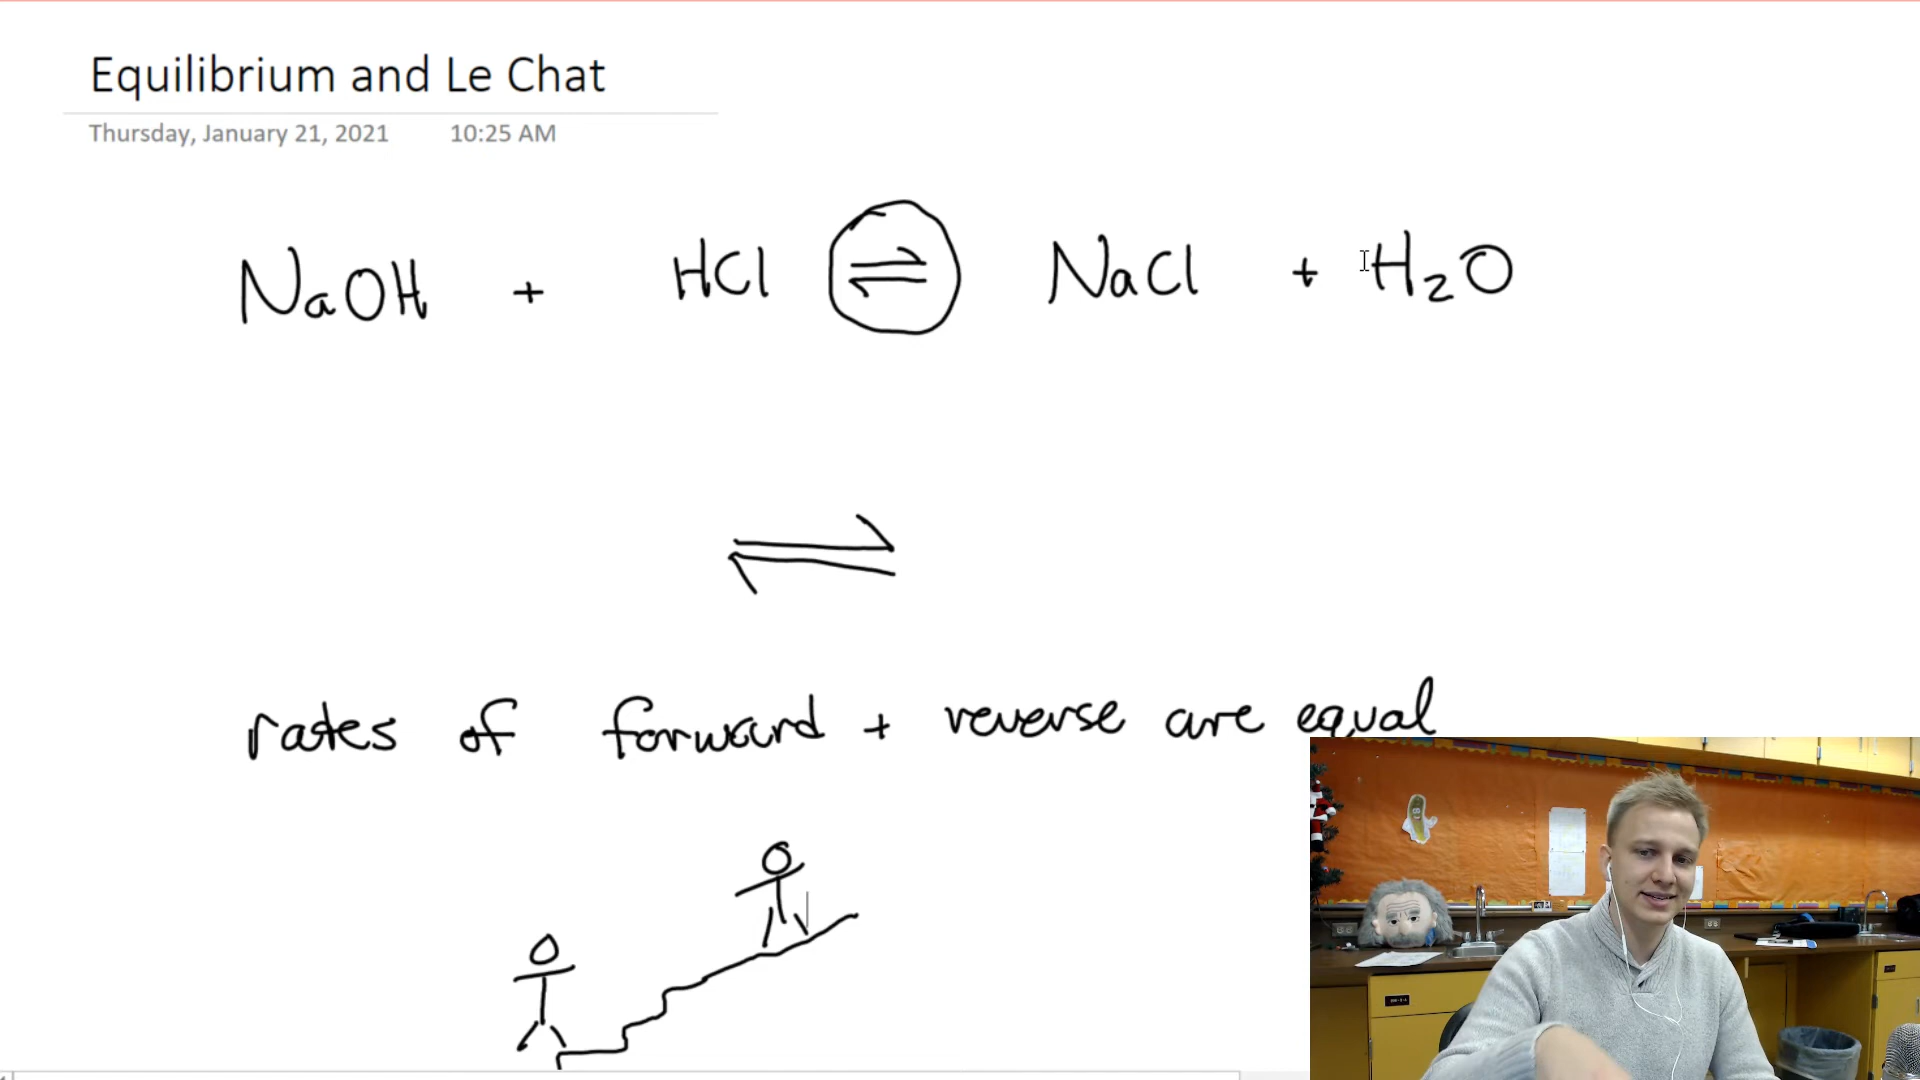 Equilibrium and Le Chat
Thursday, January 21, 2021 10:25 AM
NaOH + HCl ⇌ NaCl + H₂O
⇌
rates of forward + reverse are equal